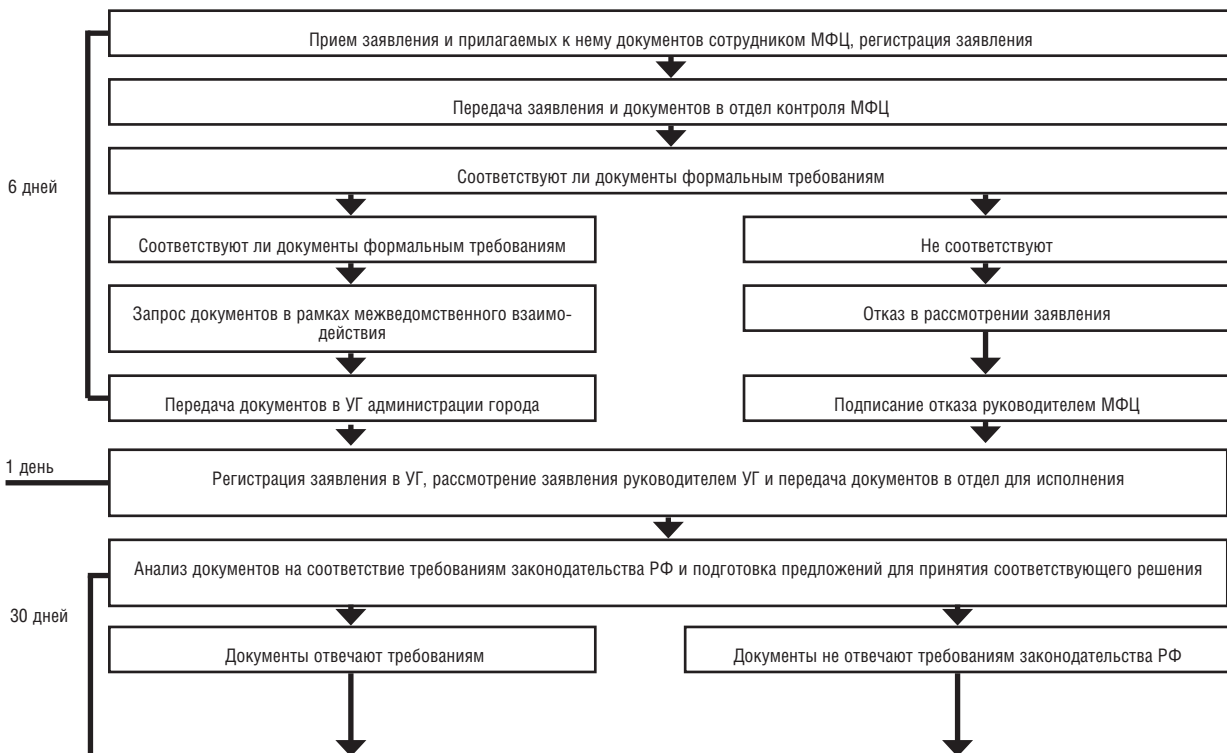 Прием заявления и прилагаемых к нему документов сотрудником МФЦ, регистрация заявления
Передача заявления и документов в отдел контроля МФЦ
6 дней
Соответствуют ли документы формальным требованиям
Соответствуют ли документы формальным требованиям
Не соответствуют
Запрос документов в рамках межведомственного взаимо-
действия
Отказ в рассмотрении заявления
Передача документов в УГ администрации города
Подписание отказа руководителем МФЦ
1 день
Регистрация заявления в УГ, рассмотрение заявления руководителем УГ и передача документов в отдел для исполнения
Анализ документов на соответствие требованиям законодательства РФ и подготовка предложений для принятия соответствующего решения
30 дней
Документы отвечают требованиям
Документы не отвечают требованиям законодательства РФ